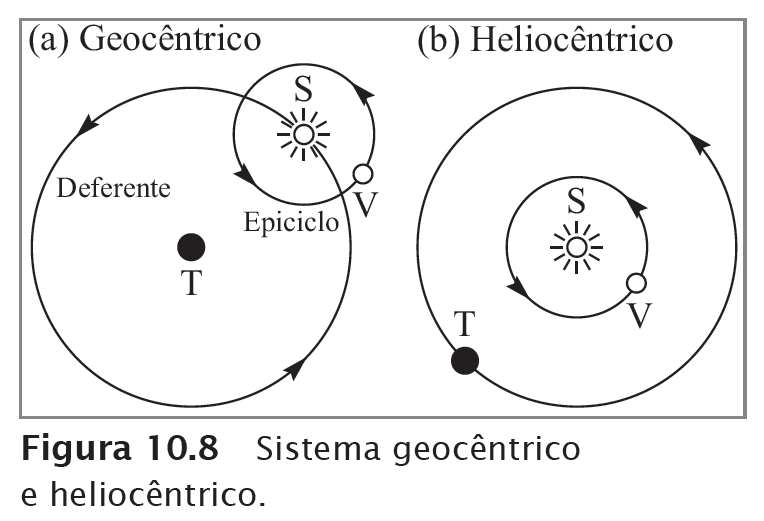 (a) Geocêntrico
S
Deferente
Epiciclo
V
T
(b) Heliocêntrico
S
V
T
Figura 10.8 Sistema geocêntrico
e heliocêntrico.